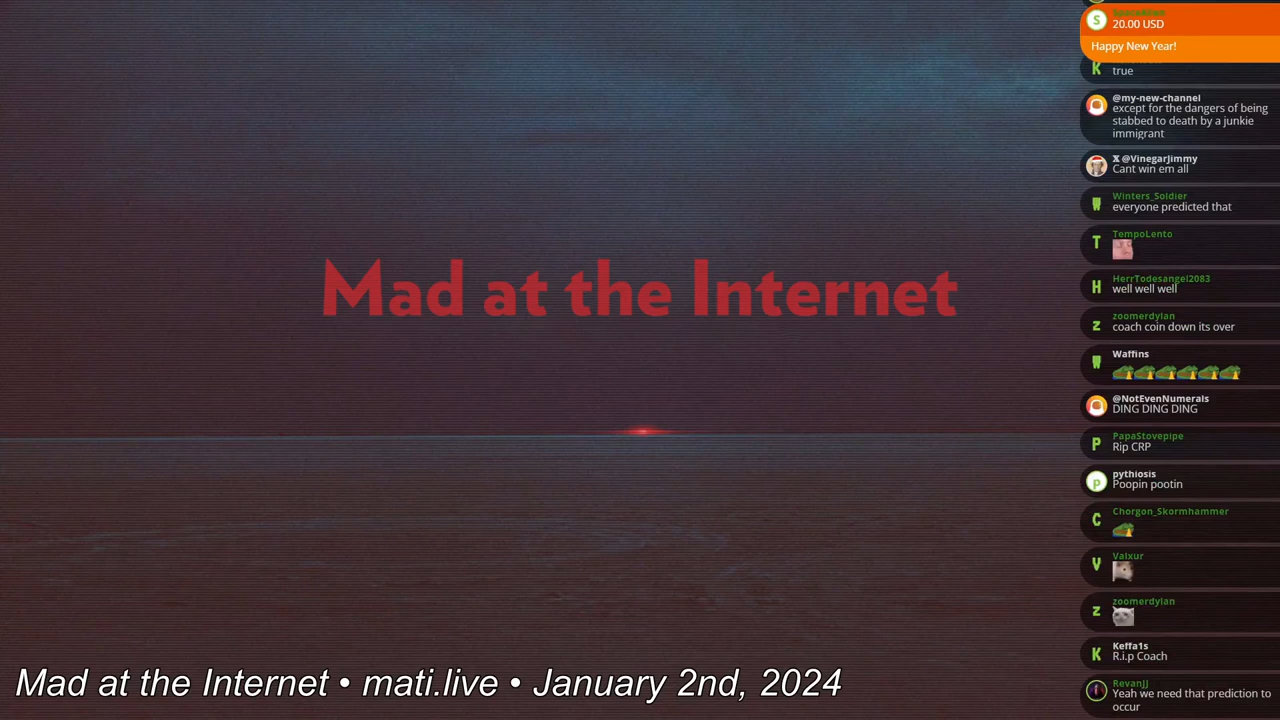 20.00 USD
Happy New Year!
true
@my-new-channel
except for the dangers of being
stabbed to death by a junkie
immigrant
𝕏 @VinegarJimmy
Cant win em all
Winters_Soldier
everyone predicted that
TempoLento
HerrTodesangel2083
well well well
zoomerdylan
coach coin down its over
Waffins
@NotEvenNumerals
DING DING DING
PapaStovepipe
Rip CRP
pythiosis
Poopin pootin
Chorgon_Skormhammer
Valxur
zoomerdylan
Keffa1s
R.i.p Coach
RevanJJ
Yeah we need that prediction to
occur
Mad at the Internet
Mad at the Internet • mati.live • January 2nd, 2024